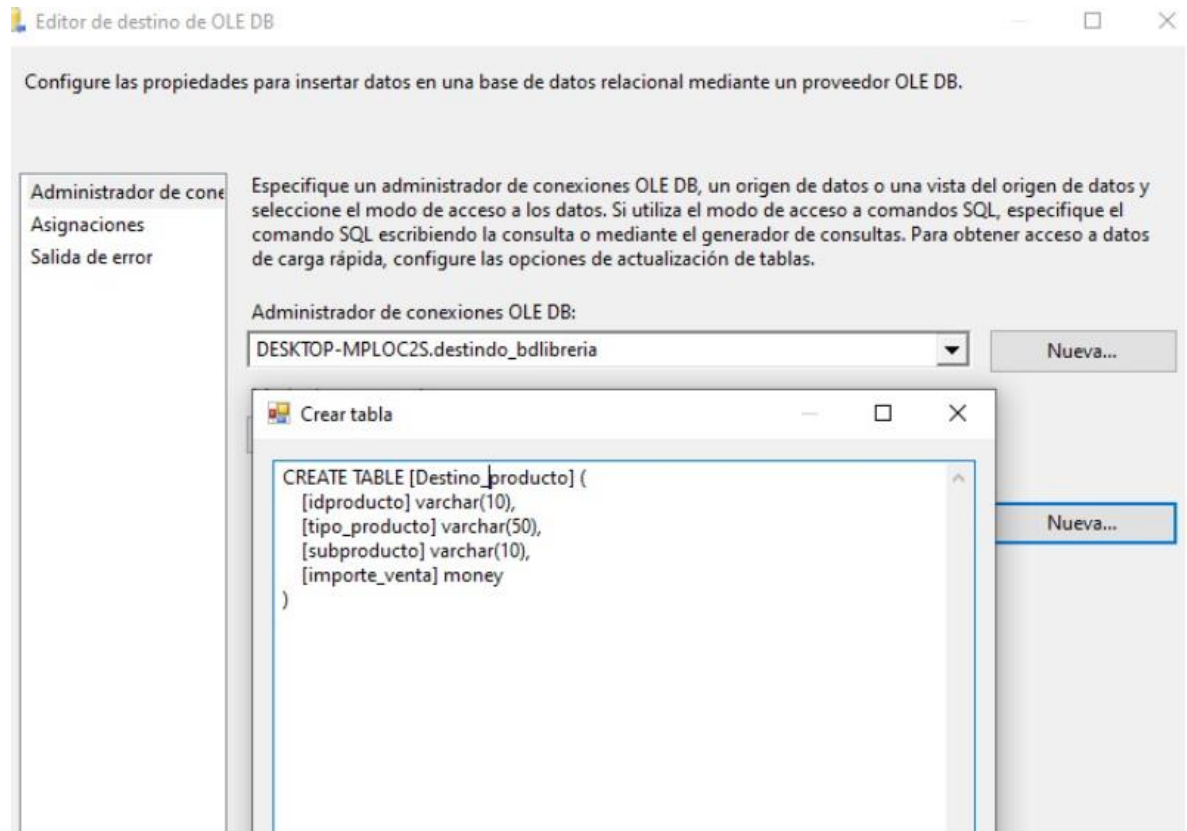 Editor de destino de OLE DB
Configure las propiedades para insertar datos en una base de datos relacional mediante un proveedor OLE DB.
Administrador de cone
Asignaciones
Salida de error
Especifique un administrador de conexiones OLE DB, un origen de datos o una vista del origen de datos y
seleccione el modo de acceso a los datos. Si utiliza el modo de acceso a comandos SQL, especifique el
comando SQL escribiendo la consulta o mediante el generador de consultas. Para obtener acceso a datos
de carga rápida, configure las opciones de actualización de tablas.
Administrador de conexiones OLE DB:
DESKTOP-MPLOC2S.destindo_bdlibreria
Nueva...
Crear tabla
CREATE TABLE [Destino_producto] (
[idproducto] varchar(10),
[tipo_producto] varchar(50),
[subproducto] varchar(10),
[importe_venta] money
)
Nueva...